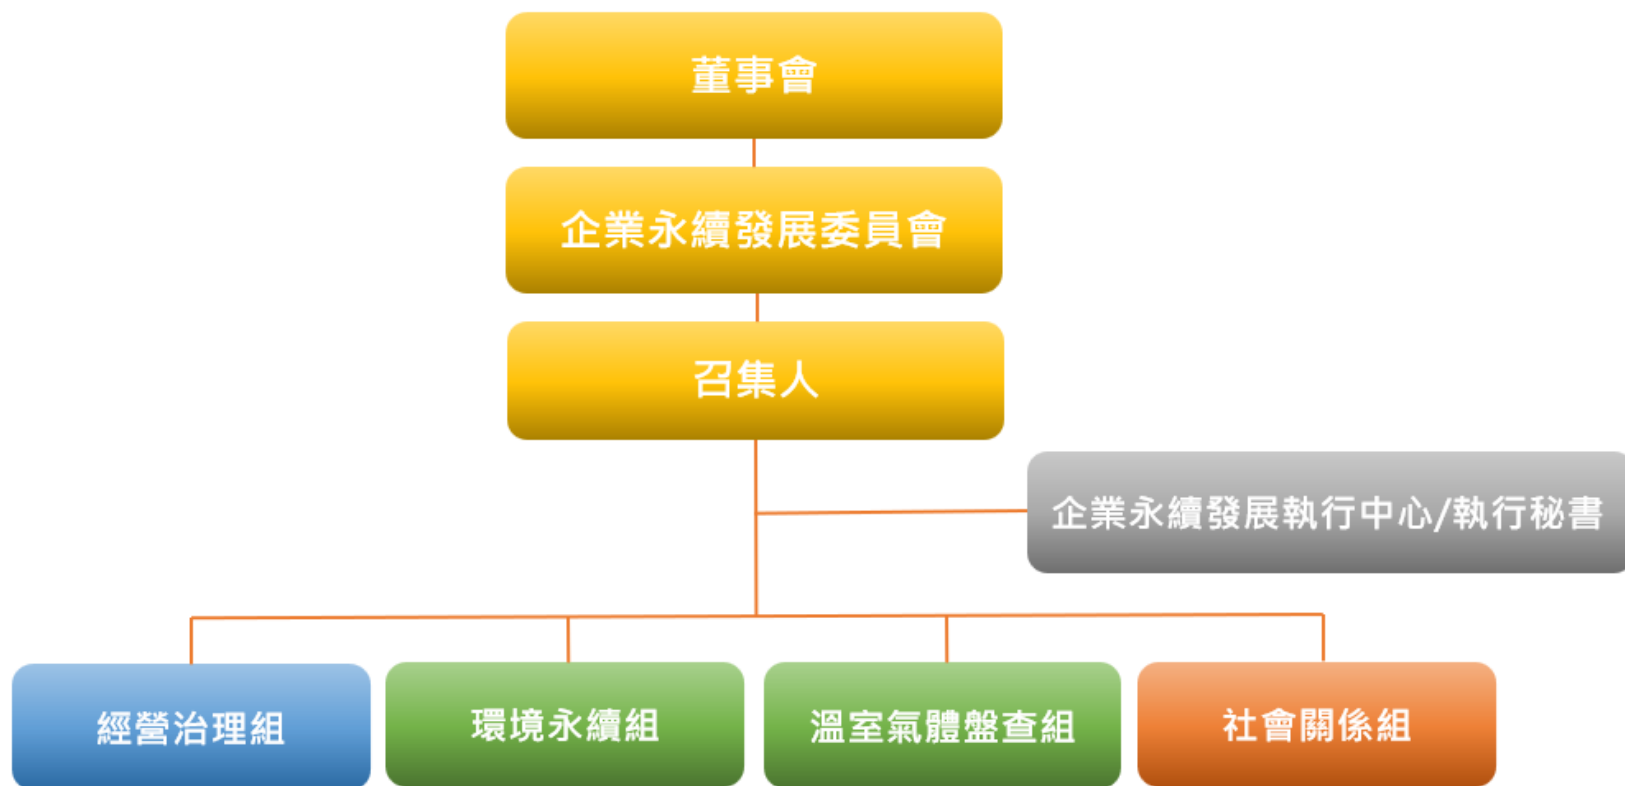 董事會
企業永續發展委員會
召集人
企業永續發展執行中心/執行秘書
經營治理組
環境永續組
溫室氣體盤查組
社會關係組